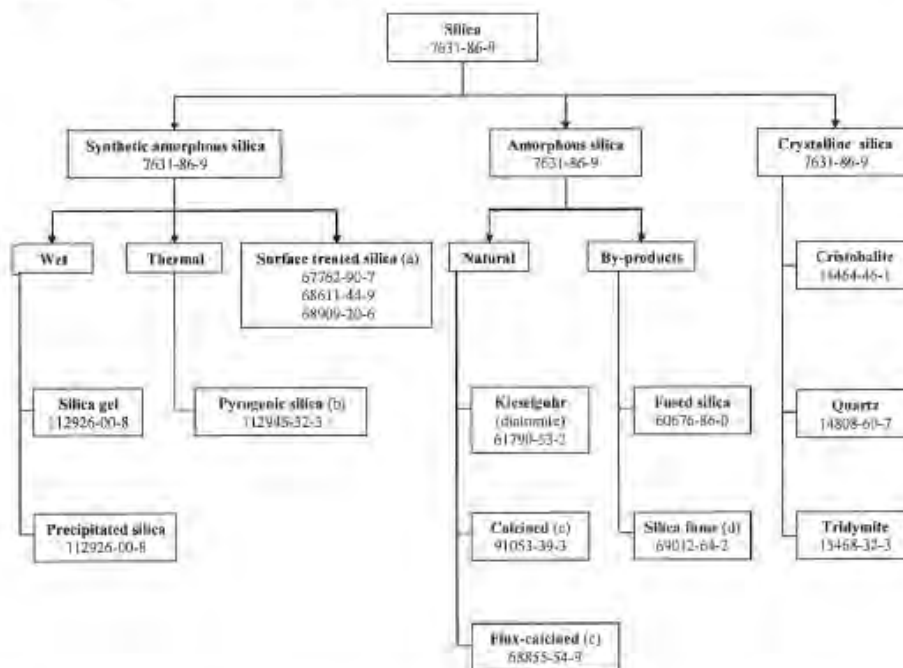 Silica
7631-86-9
Synthetic amorphous silica
7631-86-9
Amorphous silica
7631-86-9
Crystalline silica
7631-86-9
Wet
Thermal
Surface treated silica (a)
67762-90-7
68611-44-9
68909-20-6
Natural
By-products
Cristobalite
14464-46-1
Silica gel
112926-00-8
Pyrogenic silica (b)
112945-32-3
Kieselguhr
(diatomite)
61790-53-2
Fused silica
60676-86-0
Quartz
14808-60-7
Precipitated silica
112926-00-8
Calcined (c)
91053-39-3
Silica fume (d)
69012-64-2
Tridymite
15468-32-3
Flux-calcined (c)
68855-54-9